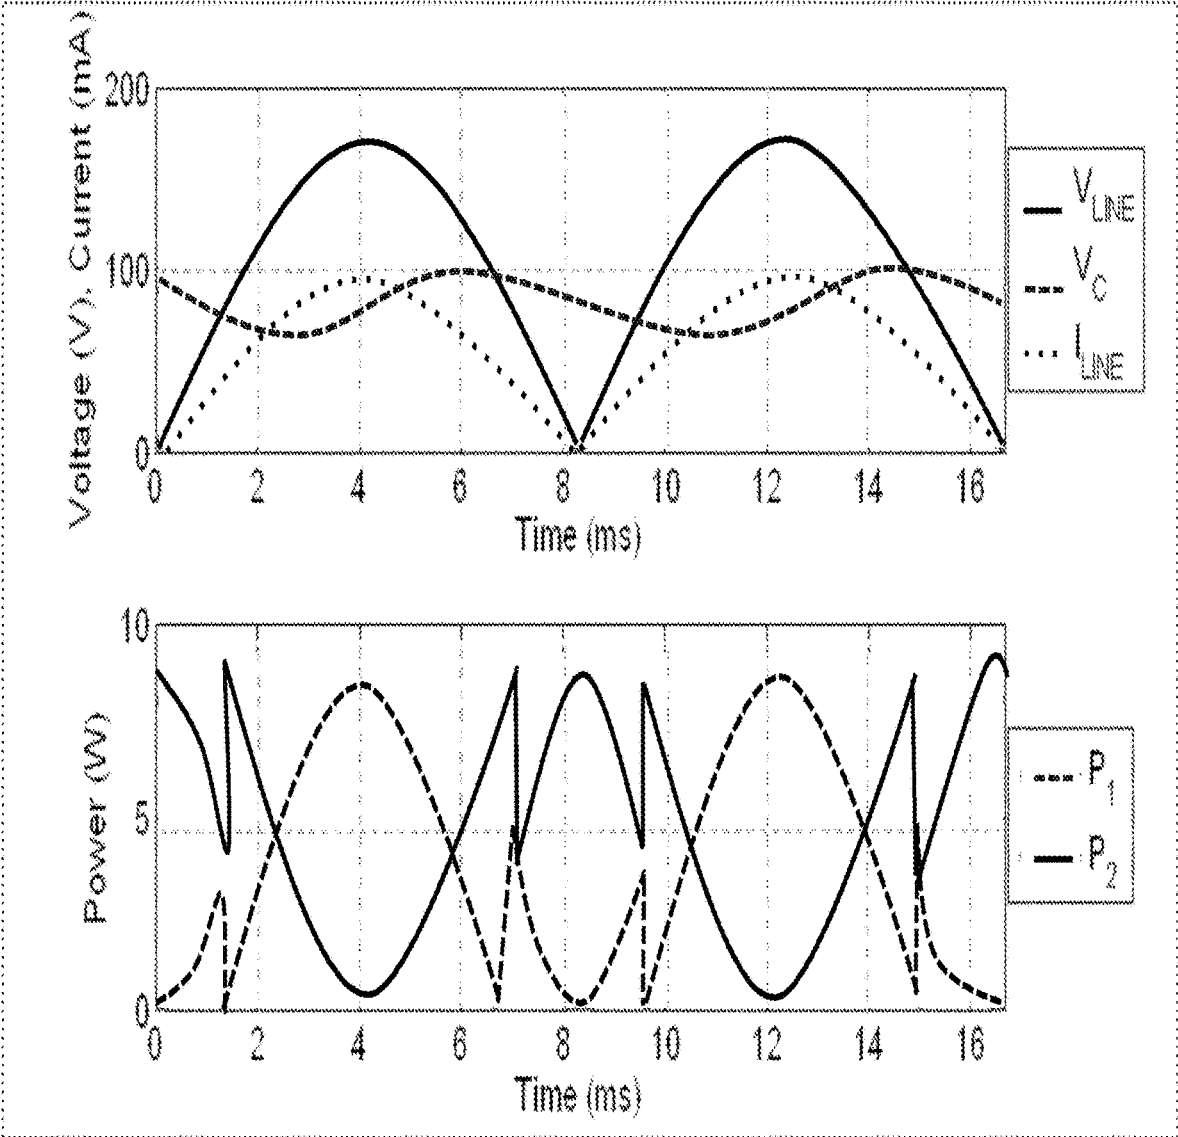 Voltage (V), Current (mA)
200
100
0
0 2 4 6 8 10 12 14 16
Time (ms)
V_LINE
V_C
I_LINE
Power (W)
10
5
0
0 2 4 6 8 10 12 14 16
Time (ms)
P_1
P_2